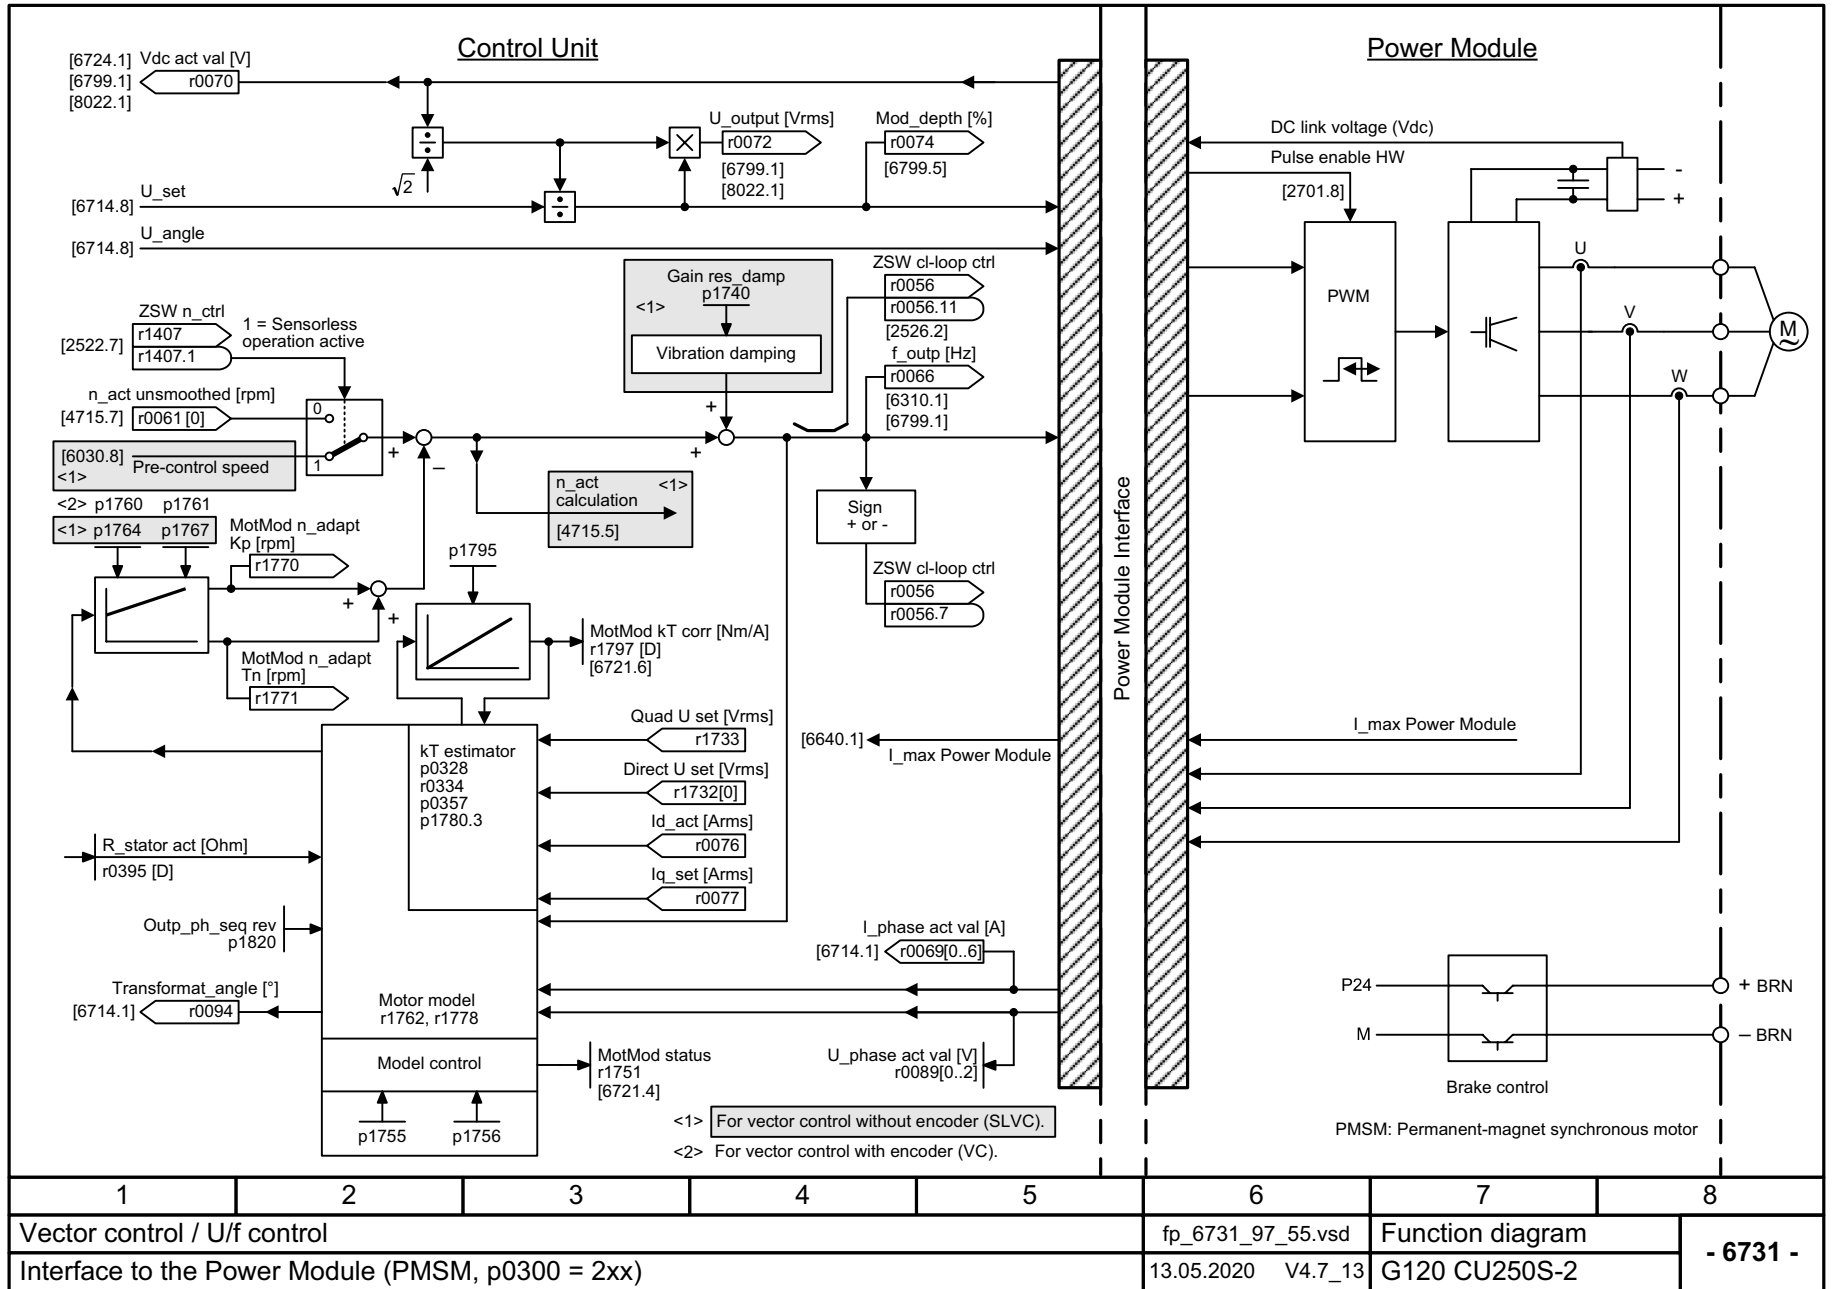 Control Unit
Power Module
[6724.1] Vdc act val [V]
[6799.1] r0070
[8022.1]
÷
√2
×
U_output [Vrms]
r0072
[6799.1]
[8022.1]
Mod_depth [%]
r0074
[6799.5]
DC link voltage (Vdc)
Pulse enable HW
[2701.8]
-
+
U_set
[6714.8]
÷
U_angle
[6714.8]
Gain res_damp
p1740
<1>
Vibration damping
ZSW cl-loop ctrl
r0056
r0056.11
[2526.2]
f_outp [Hz]
r0066
[6310.1]
[6799.1]
PWM
U
V
W
M
~
ZSW n_ctrl
r1407
[2522.7]
r1407.1
1 = Sensorless
operation active
n_act unsmoothed [rpm]
[4715.7] r0061 [0]
0
1
[6030.8] Pre-control speed
<1>
+
–
+
+
<2> p1760 p1761
<1> p1764 p1767
MotMod n_adapt
Kp [rpm]
r1770
+
+
MotMod n_adapt
Tn [rpm]
r1771
n_act <1>
calculation
[4715.5]
Sign
+ or -
ZSW cl-loop ctrl
r0056
r0056.7
p1795
MotMod kT corr [Nm/A]
r1797 [D]
[6721.6]
Power Module Interface
Quad U set [Vrms]
r1733
Direct U set [Vrms]
r1732[0]
Id_act [Arms]
r0076
Iq_set [Arms]
r0077
kT estimator
p0328
r0334
p0357
p1780.3
[6640.1]
I_max Power Module
I_max Power Module
R_stator act [Ohm]
r0395 [D]
Outp_ph_seq rev
p1820
Transformat_angle [°]
[6714.1] r0094
Motor model
r1762, r1778
Model control
p1755 p1756
MotMod status
r1751
[6721.4]
I_phase act val [A]
[6714.1] r0069[0..6]
U_phase act val [V]
r0089[0..2]
P24
M
+ BRN
– BRN
Brake control
<1> For vector control without encoder (SLVC).
<2> For vector control with encoder (VC).
PMSM: Permanent-magnet synchronous motor
1 2 3 4 5 6 7 8
Vector control / U/f control
fp_6731_97_55.vsd
Function diagram
- 6731 -
Interface to the Power Module (PMSM, p0300 = 2xx)
13.05.2020 V4.7_13
G120 CU250S-2